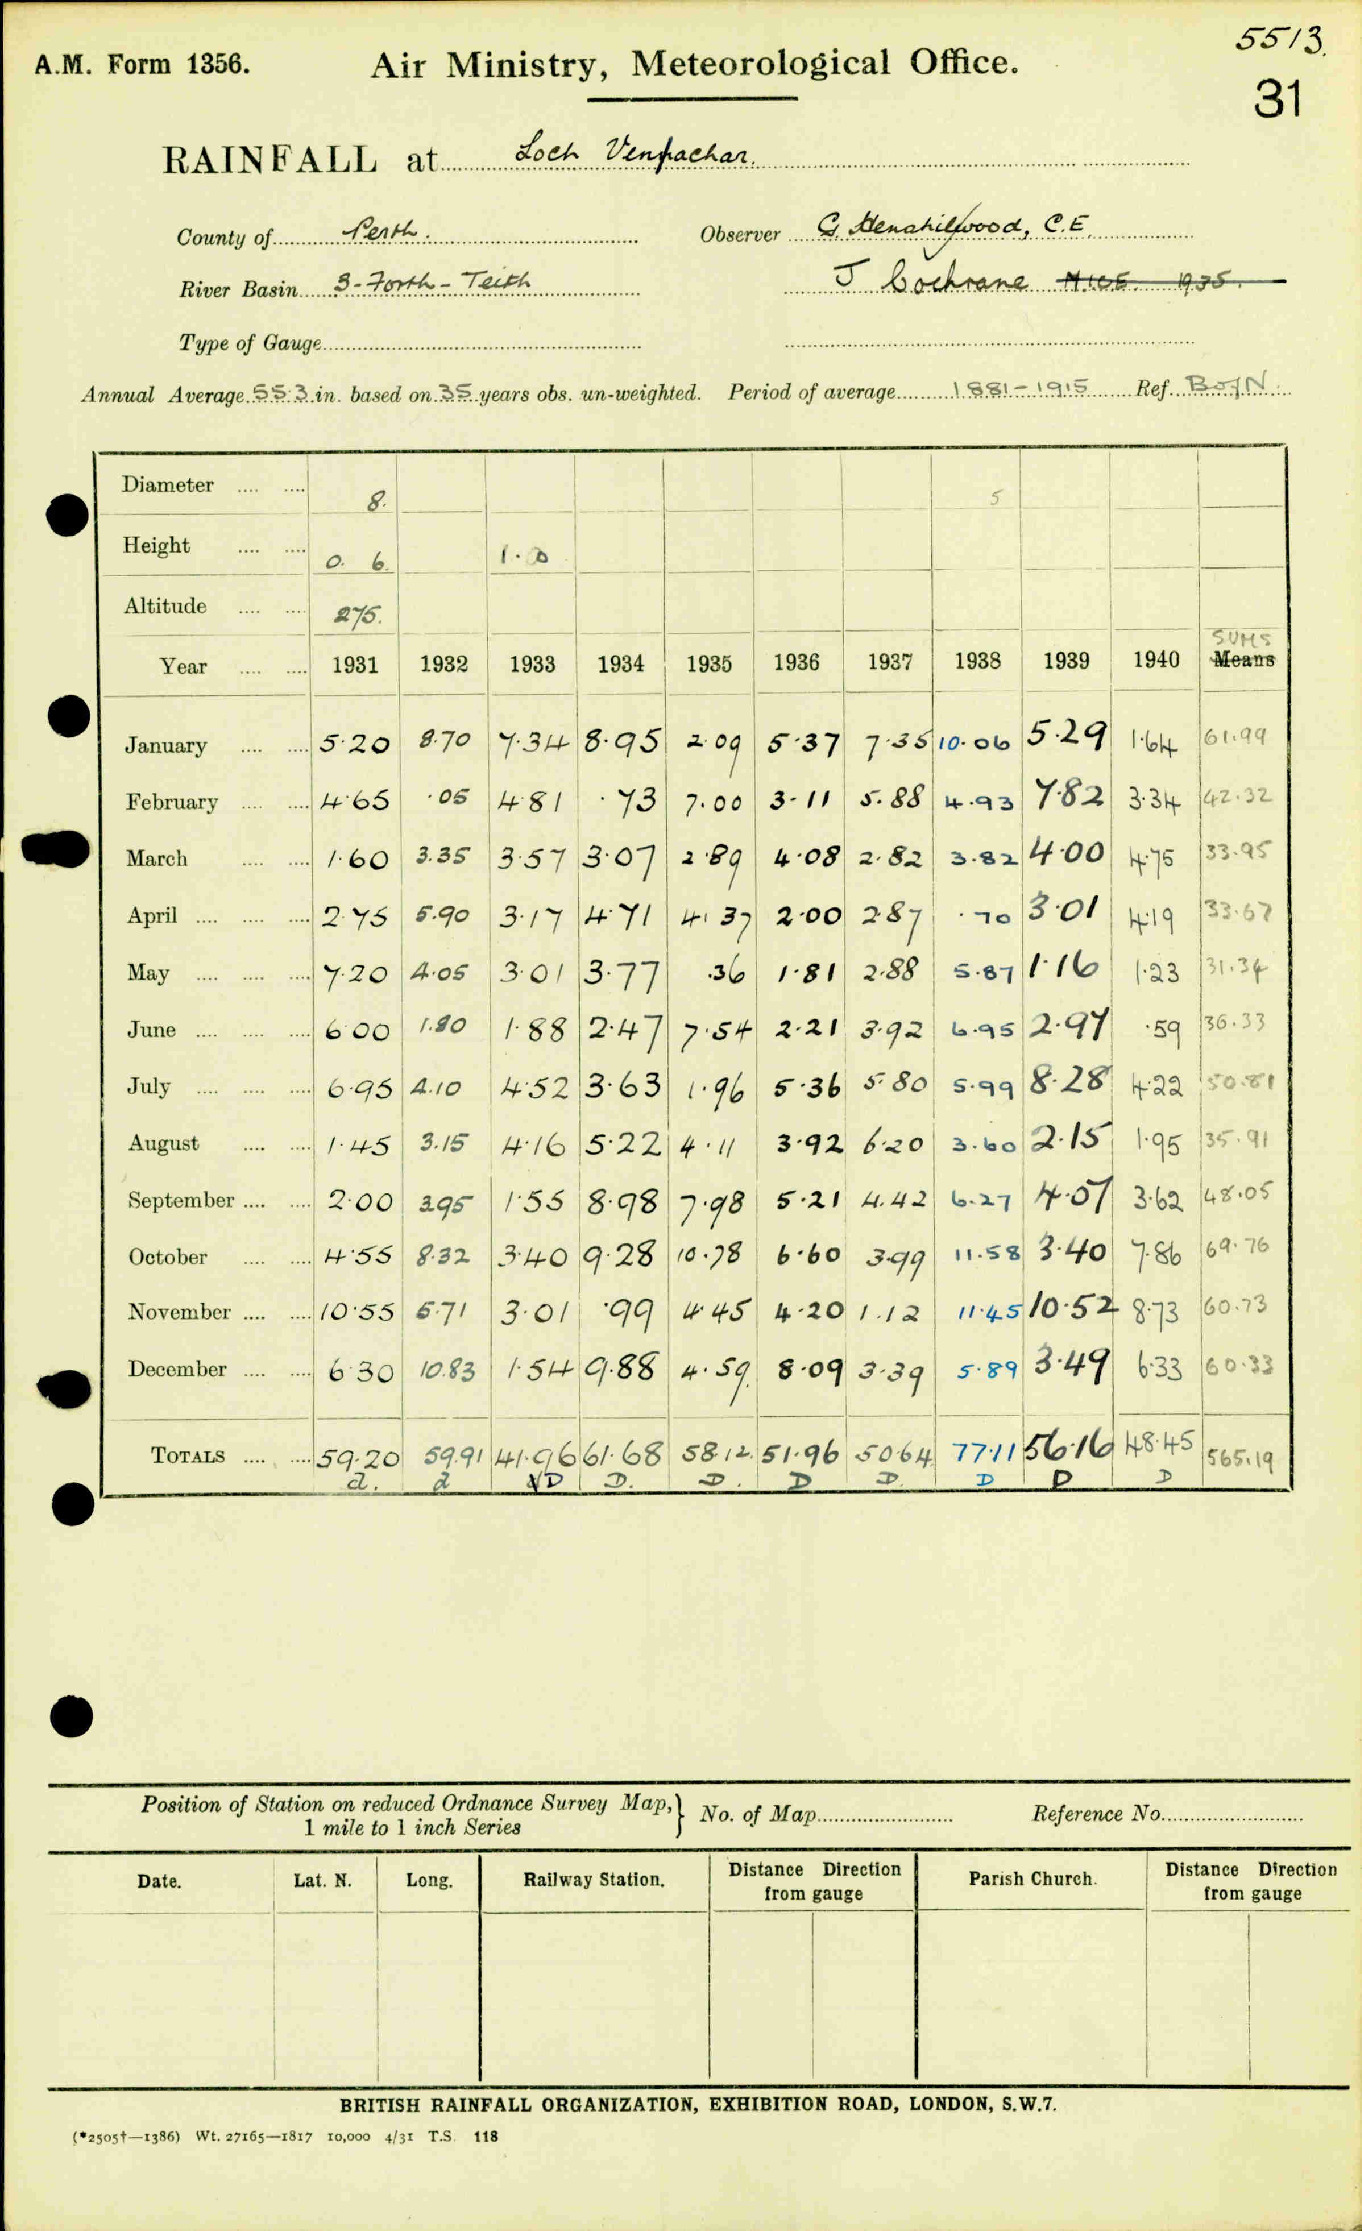 5513.
A.M. Form 1356. Air Ministry, Meteorological Office.
31
RAINFALL at Loch Vennachar.
County of Perth. Observer G. Henshilwood, C.E.
River Basin 3-Forth-Teith J Cochrane M.I.C.E. 1935.
Type of Gauge
Annual Average 55.3 in. based on 35 years obs. un-weighted. Period of average 1881-1915 Ref. B of N.
Diameter 8. 5
Height 0. 6. 1.0
Altitude 275.
SUMS
Year 1931 1932 1933 1934 1935 1936 1937 1938 1939 1940 Means
January 5.20 8.70 7.34 8.95 2.09 5.37 7.35 10.06 5.29 1.64 61.99
February 4.65 .05 4.81 .73 7.00 3.11 5.88 4.93 7.82 3.34 42.32
March 1.60 3.35 3.57 3.07 2.89 4.08 2.82 3.82 4.00 4.75 33.95
April 2.75 5.90 3.17 4.71 4.37 2.00 2.87 .70 3.01 4.19 33.67
May 7.20 4.05 3.01 3.77 .36 1.81 2.88 5.87 1.16 1.23 31.34
June 6.00 1.80 1.88 2.47 7.54 2.21 3.92 6.95 2.97 .59 36.33
July 6.95 4.10 4.52 3.63 1.96 5.36 5.80 5.99 8.28 4.22 50.81
August 1.45 3.15 4.16 5.22 4.11 3.92 6.20 3.60 2.15 1.95 35.91
September 2.00 3.95 1.55 8.98 7.98 5.21 4.42 6.27 4.07 3.62 48.05
October 4.55 8.32 3.40 9.28 10.78 6.60 3.99 11.58 3.40 7.86 69.76
November 10.55 5.71 3.01 .99 4.45 4.20 1.12 11.45 10.52 8.73 60.73
December 6.30 10.83 1.54 9.88 4.59 8.09 3.39 5.89 3.49 6.33 60.33
TOTALS 59.20 59.91 41.96 61.68 58.12 51.96 50.64 77.11 56.16 48.45 565.19
d. d D D. D. D D. D D D
Position of Station on reduced Ordnance Survey Map, No. of Map Reference No.
1 mile to 1 inch Series
Date. Lat. N. Long. Railway Station. Distance Direction Parish Church. Distance Direction
from gauge from gauge
BRITISH RAINFALL ORGANIZATION, EXHIBITION ROAD, LONDON, S.W.7.
(*2505†—1386) Wt. 27165—1817 10,000 4/31 T.S. 118